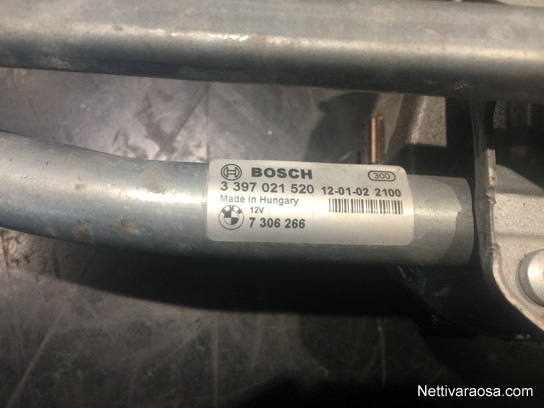 BOSCH 300
3 397 021 520 12-01-02 2100
Made in Hungary
12V
7 306 266
Nettivaraosa.com